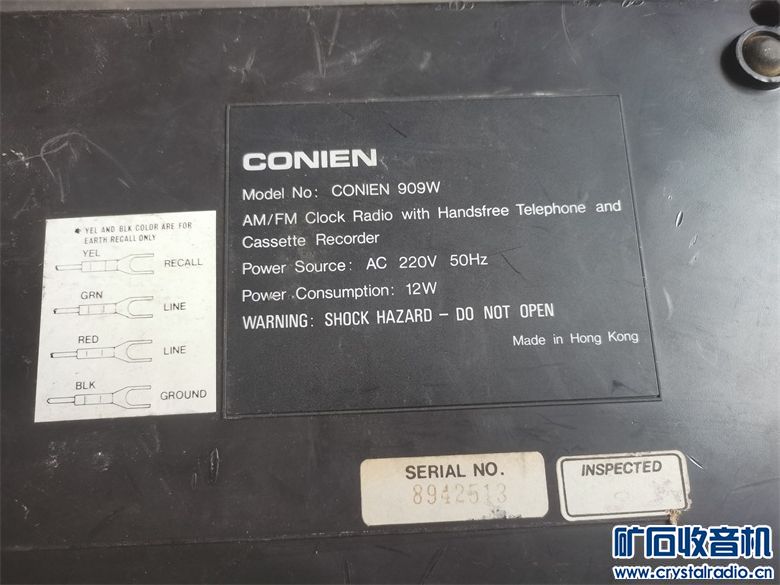 CONIEN
Model No: CONIEN 909W
AM/FM Clock Radio with Handsfree Telephone and
Cassette Recorder
Power Source: AC 220V 50Hz
Power Consumption: 12W
WARNING: SHOCK HAZARD – DO NOT OPEN
Made in Hong Kong
YEL AND BLK COLOR ARE FOR
EARTH RECALL ONLY
YEL
RECALL
GRN
LINE
RED
LINE
BLK
GROUND
SERIAL NO.
8942513
INSPECTED
矿石收音机
www.crystalradio.cn